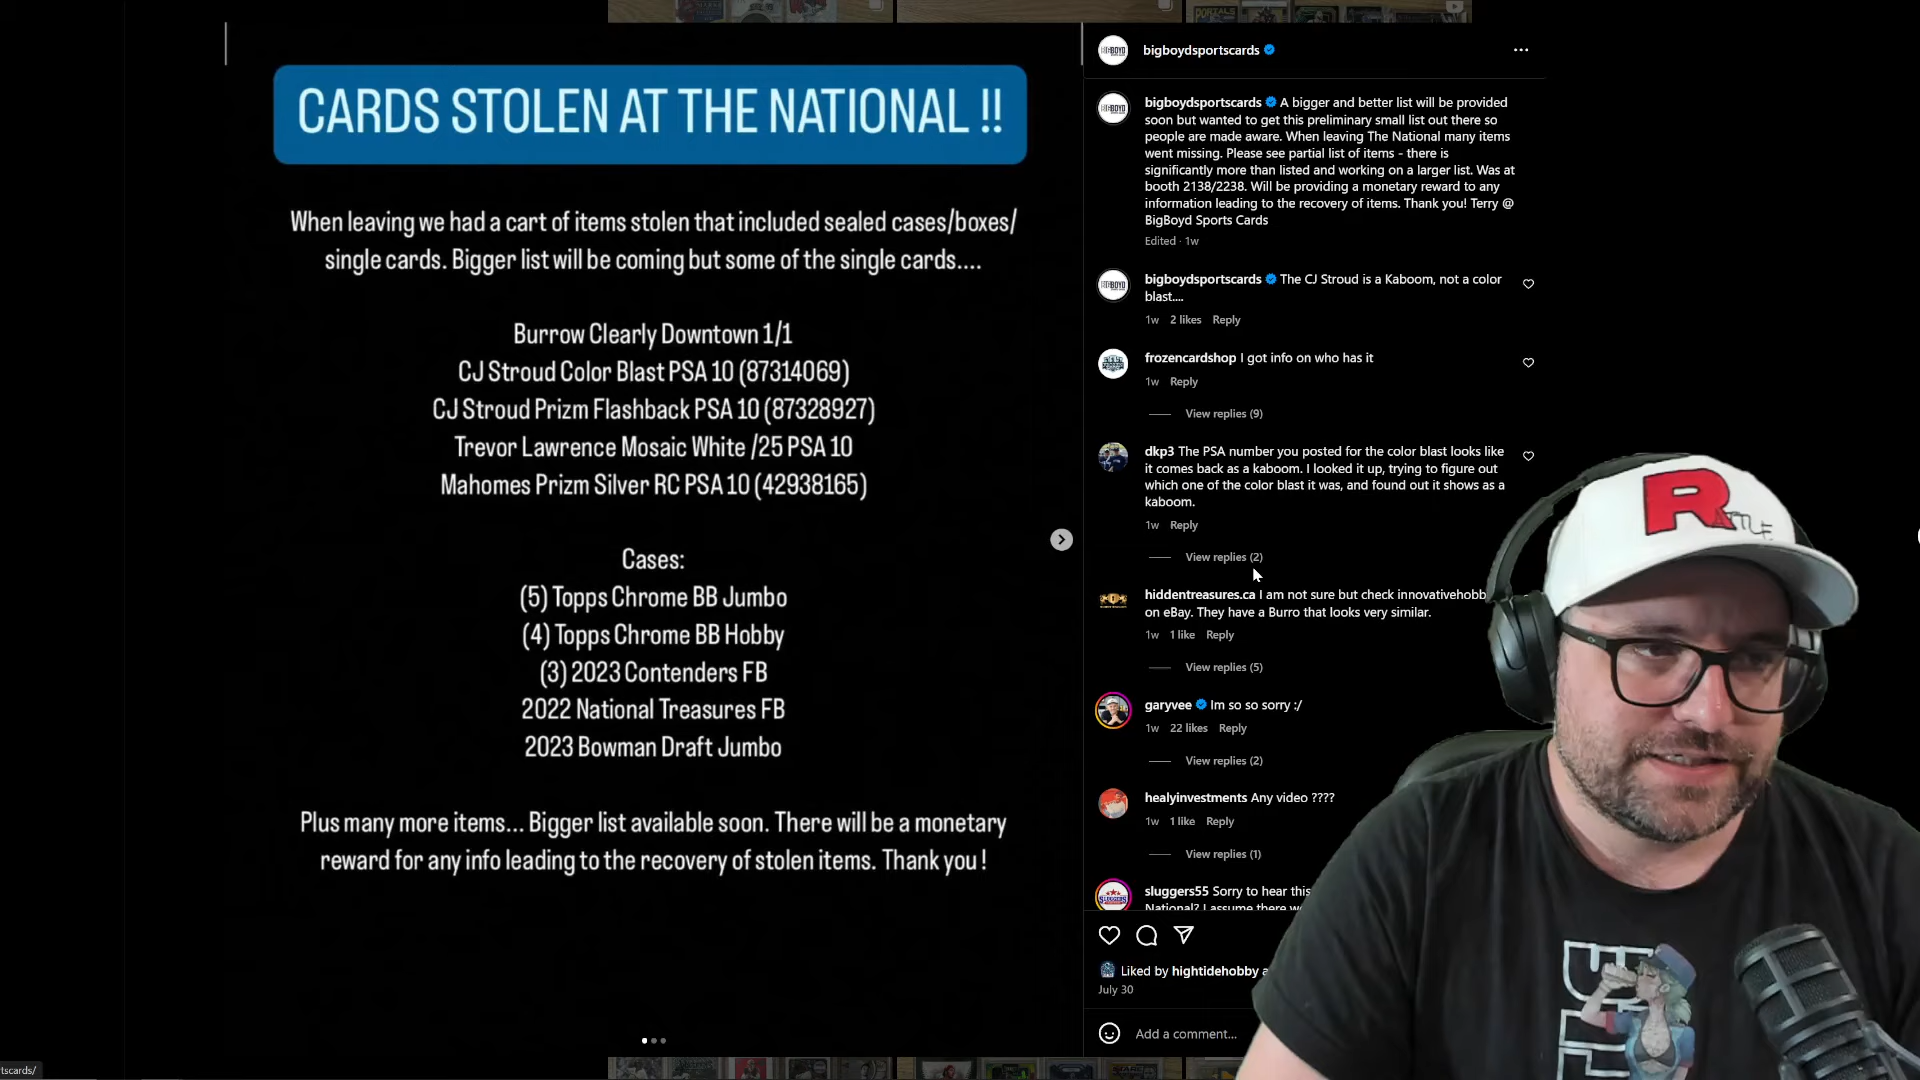 PORTALS
bigboydsportscards
CARDS STOLEN AT THE NATIONAL !!
When leaving we had a cart of items stolen that included sealed cases/boxes/
single cards. Bigger list will be coming but some of the single cards....
Burrow Clearly Downtown 1/1
CJ Stroud Color Blast PSA 10 (87314069)
CJ Stroud Prizm Flashback PSA 10 (87328927)
Trevor Lawrence Mosaic White /25 PSA 10
Mahomes Prizm Silver RC PSA 10 (42938165)
Cases:
(5) Topps Chrome BB Jumbo
(4) Topps Chrome BB Hobby
(3) 2023 Contenders FB
2022 National Treasures FB
2023 Bowman Draft Jumbo
Plus many more items... Bigger list available soon. There will be a monetary
reward for any info leading to the recovery of stolen items. Thank you !
bigboydsportscards A bigger and better list will be provided
soon but wanted to get this preliminary small list out there so
people are made aware. When leaving The National many items
went missing. Please see partial list of items - there is
significantly more than listed and working on a larger list. Was at
booth 2138/2238. Will be providing a monetary reward to any
information leading to the recovery of items. Thank you! Terry @
BigBoyd Sports Cards
Edited · 1w
bigboydsportscards The CJ Stroud is a Kaboom, not a color
blast....
1w 2 likes Reply
frozencardshop I got info on who has it
1w Reply
View replies (9)
dkp3 The PSA number you posted for the color blast looks like
it comes back as a kaboom. I looked it up, trying to figure out
which one of the color blast it was, and found out it shows as a
kaboom.
1w Reply
View replies (2)
hiddentreasures.ca I am not sure but check innovativehobb
on eBay. They have a Burro that looks very similar.
1w 1 like Reply
View replies (5)
garyvee Im so so sorry :/
1w 22 likes Reply
View replies (2)
healyinvestments Any video ????
1w 1 like Reply
View replies (1)
sluggers55 Sorry to hear this
National? I assume there w
Liked by hightidehobby a
July 30
Add a comment...
tscards/
R